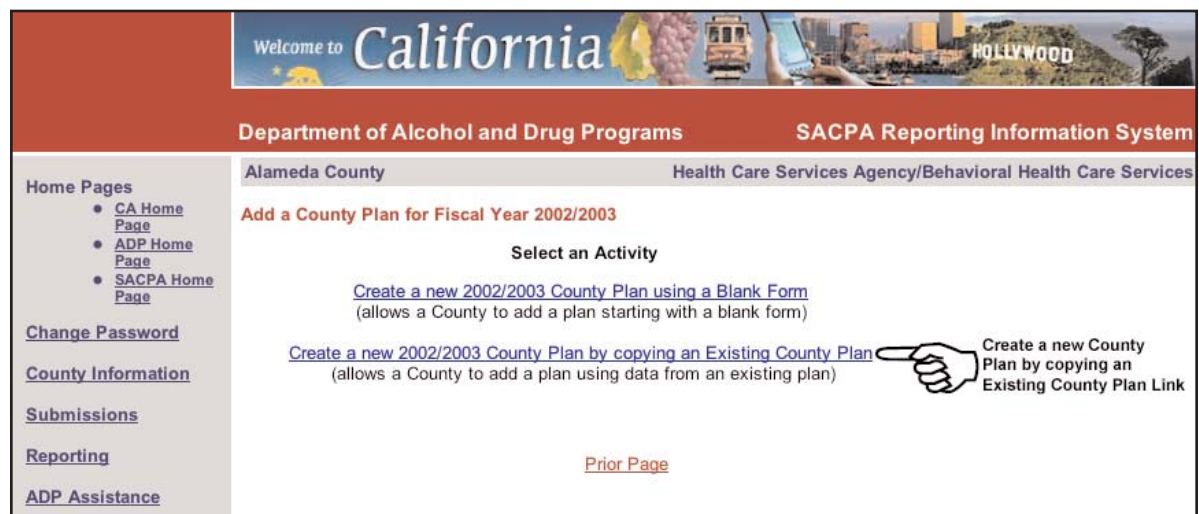 Welcome to California
HOLLYWOOD
Department of Alcohol and Drug Programs
SACPA Reporting Information System
Alameda County
Health Care Services Agency/Behavioral Health Care Services
Home Pages
CA Home
Page
ADP Home
Page
SACPA Home
Page
Change Password
County Information
Submissions
Reporting
ADP Assistance
Add a County Plan for Fiscal Year 2002/2003
Select an Activity
Create a new 2002/2003 County Plan using a Blank Form
(allows a County to add a plan starting with a blank form)
Create a new 2002/2003 County Plan by copying an Existing County Plan
(allows a County to add a plan using data from an existing plan)
Create a new County
Plan by copying an
Existing County Plan Link
Prior Page